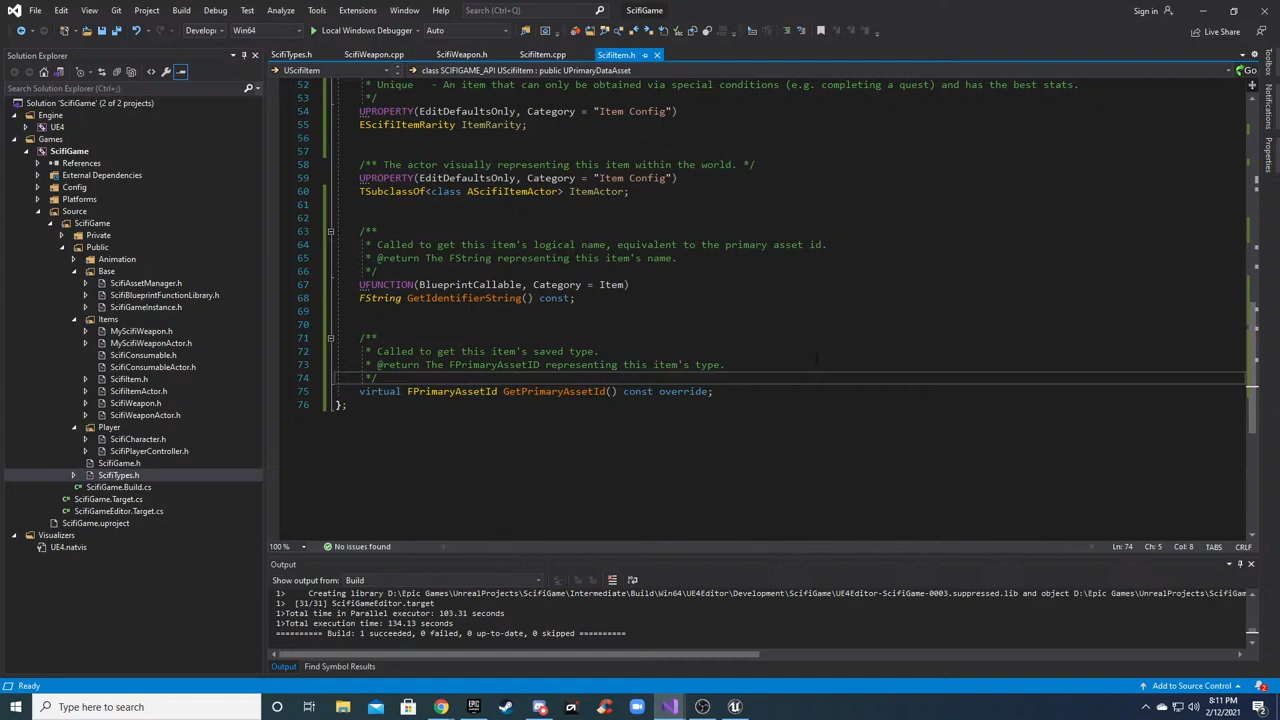 File Edit View Git Project Build Debug Test Analyze Tools Extensions Window Help Search (Ctrl+Q) ScifiGame Sign in
Develop Win64 Local Windows Debugger Auto Live Share
Solution Explorer
Search Solution Explorer (Ctrl+;)
Solution 'ScifiGame' (2 of 2 projects)
Engine
UE4
Games
ScifiGame
References
External Dependencies
Config
Platforms
Source
ScifiGame
Private
Public
Animation
Base
ScifiAssetManager.h
ScifiBlueprintFunctionLibrary.h
ScifiGameInstance.h
Items
MyScifiWeapon.h
MyScifiWeaponActor.h
ScifiConsumable.h
ScifiConsumableActor.h
ScifiItem.h
ScifiItemActor.h
ScifiWeapon.h
ScifiWeaponActor.h
Player
ScifiCharacter.h
ScifiPlayerController.h
ScifiGame.h
ScifiTypes.h
ScifiGame.Build.cs
ScifiGame.Target.cs
ScifiGameEditor.Target.cs
ScifiGame.uproject
Visualizers
UE4.natvis
ScifiTypes.h ScifiWeapon.cpp ScifiWeapon.h ScifiItem.cpp ScifiItem.h
UScifiItem class SCIFIGAME_API UScifiItem : public UPrimaryDataAsset Go
52 * Unique - An item that can only be obtained via special conditions (e.g. completing a quest) and has the best stats.
53 */
54 UPROPERTY(EditDefaultsOnly, Category = "Item Config")
55 EScifiItemRarity ItemRarity;
56
57
58 /** The actor visually representing this item within the world. */
59 UPROPERTY(EditDefaultsOnly, Category = "Item Config")
60 TSubclassOf<class AScifiItemActor> ItemActor;
61
62
63 /**
64 * Called to get this item's logical name, equivalent to the primary asset id.
65 * @return The FString representing this item's name.
66 */
67 UFUNCTION(BlueprintCallable, Category = Item)
68 FString GetIdentifierString() const;
69
70
71 /**
72 * Called to get this item's saved type.
73 * @return The FPrimaryAssetID representing this item's type.
74 */
75 virtual FPrimaryAssetId GetPrimaryAssetId() const override;
76 };
Notifications
Properties
100 % No issues found Ln: 74 Ch: 5 Col: 8 TABS CRLF
Output
Show output from: Build
1> Creating library D:\Epic Games\UnrealProjects\ScifiGame\Intermediate\Build\Win64\UE4Editor\Development\ScifiGame\UE4Editor-ScifiGame-0003.suppressed.lib and object D:\Epic Games\UnrealProjects\ScifiGame\Intermediate\Build\Win64\UE4Edi
1> [31/31] ScifiGameEditor.target
1>Total time in Parallel executor: 103.31 seconds
1>Total execution time: 134.13 seconds
========== Build: 1 succeeded, 0 failed, 0 up-to-date, 0 skipped ==========
Output Find Symbol Results
Ready Add to Source Control 2
Type here to search 8:11 PM
2/12/2021